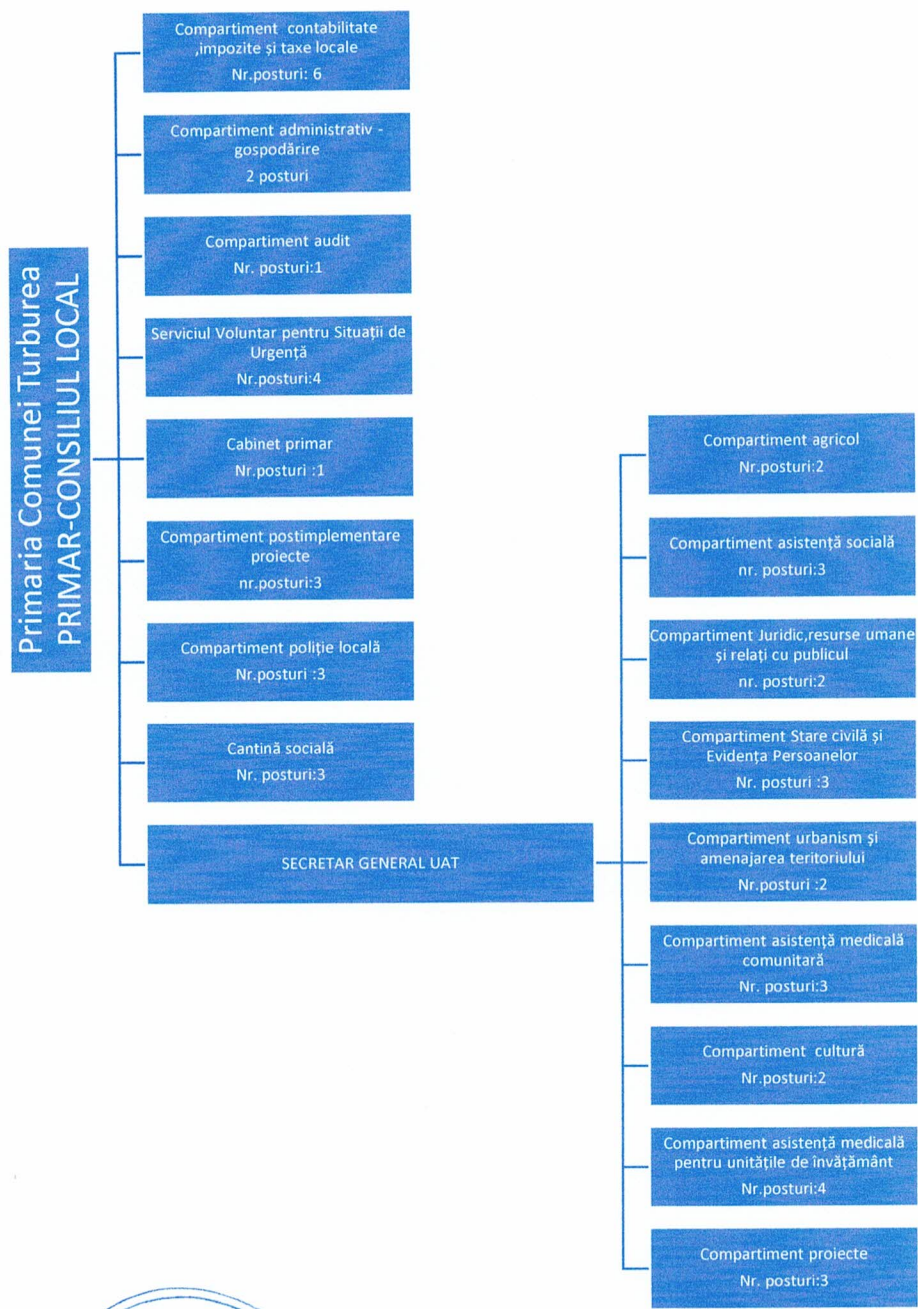 Primaria Comunei Turburea
PRIMAR-CONSILIUL LOCAL
Compartiment contabilitate
,impozite și taxe locale
Nr.posturi: 6
Compartiment administrativ -
gospodărire
2 posturi
Compartiment audit
Nr. posturi:1
Serviciul Voluntar pentru Situații de
Urgență
Nr.posturi:4
Cabinet primar
Nr.posturi :1
Compartiment postimplementare
proiecte
nr.posturi:3
Compartiment poliție locală
Nr.posturi :3
Cantină socială
Nr. posturi:3
SECRETAR GENERAL UAT
Compartiment agricol
Nr.posturi:2
Compartiment asistență socială
nr. posturi:3
Compartiment Juridic,resurse umane
și relați cu publicul
nr. posturi:2
Compartiment Stare civilă și
Evidența Persoanelor
Nr. posturi :3
Compartiment urbanism și
amenajarea teritoriului
Nr.posturi :2
Compartiment asistență medicală
comunitară
Nr. posturi:3
Compartiment cultură
Nr.posturi:2
Compartiment asistență medicală
pentru unitățile de învățământ
Nr.posturi:4
Compartiment proiecte
Nr. posturi:3